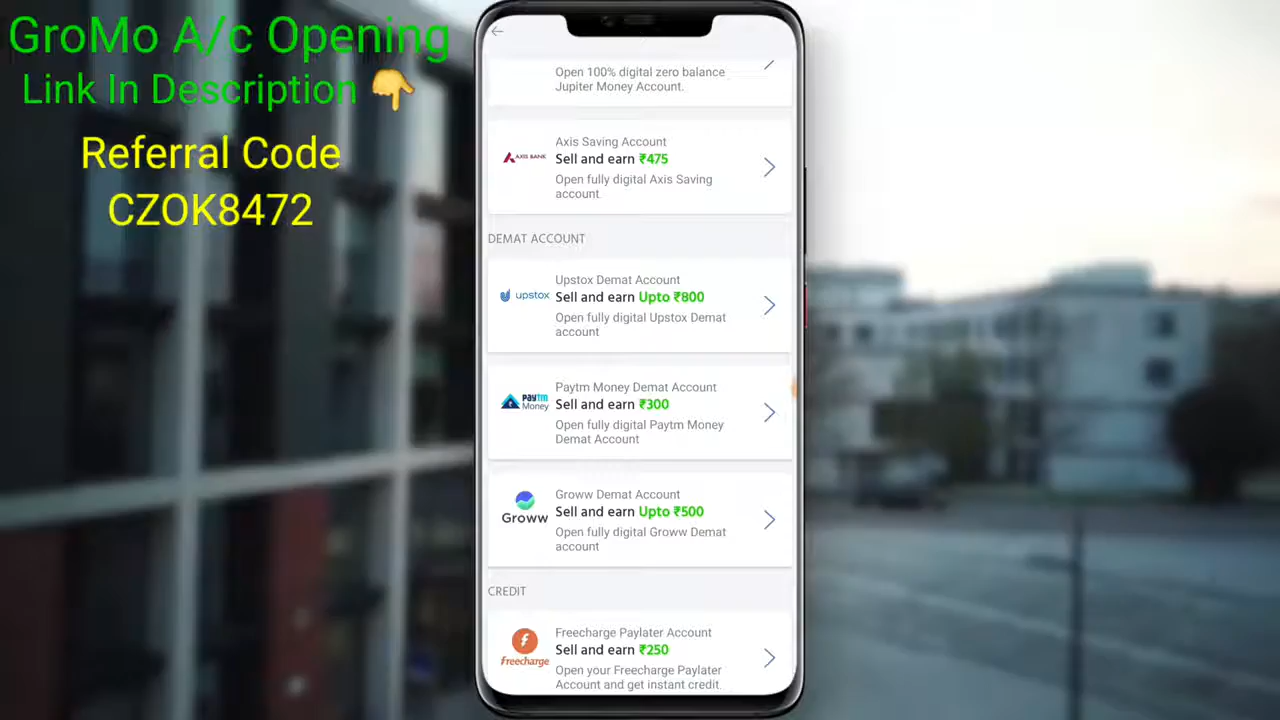 GroMo A/c Opening
Link In Description 👇
Referral Code
CZOK8472
Open 100% digital zero balance
Jupiter Money Account.
AXIS BANK
Axis Saving Account
Sell and earn ₹475
Open fully digital Axis Saving
account
DEMAT ACCOUNT
upstox
Upstox Demat Account
Sell and earn Upto ₹800
Open fully digital Upstox Demat
account
PAYTM
Money
Paytm Money Demat Account
Sell and earn ₹300
Open fully digital Paytm Money
Demat Account
Groww
Groww Demat Account
Sell and earn Upto ₹500
Open fully digital Groww Demat
account
CREDIT
freecharge
Freecharge Paylater Account
Sell and earn ₹250
Open your Freecharge Paylater
Account and get instant credit.